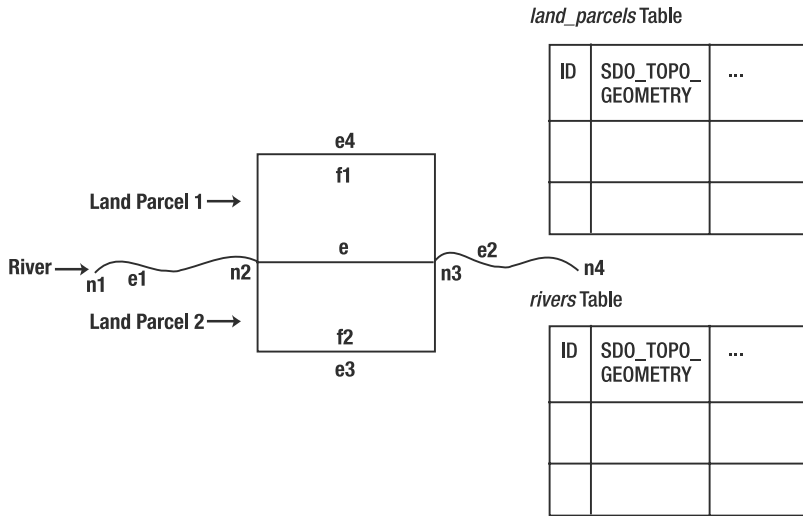 land_parcels Table
ID SDO_TOPO_ ...
GEOMETRY
e4
f1
Land Parcel 1
e
e2
River
n1 e1 n2 n3 n4
rivers Table
Land Parcel 2
f2
e3
ID SDO_TOPO_ ...
GEOMETRY